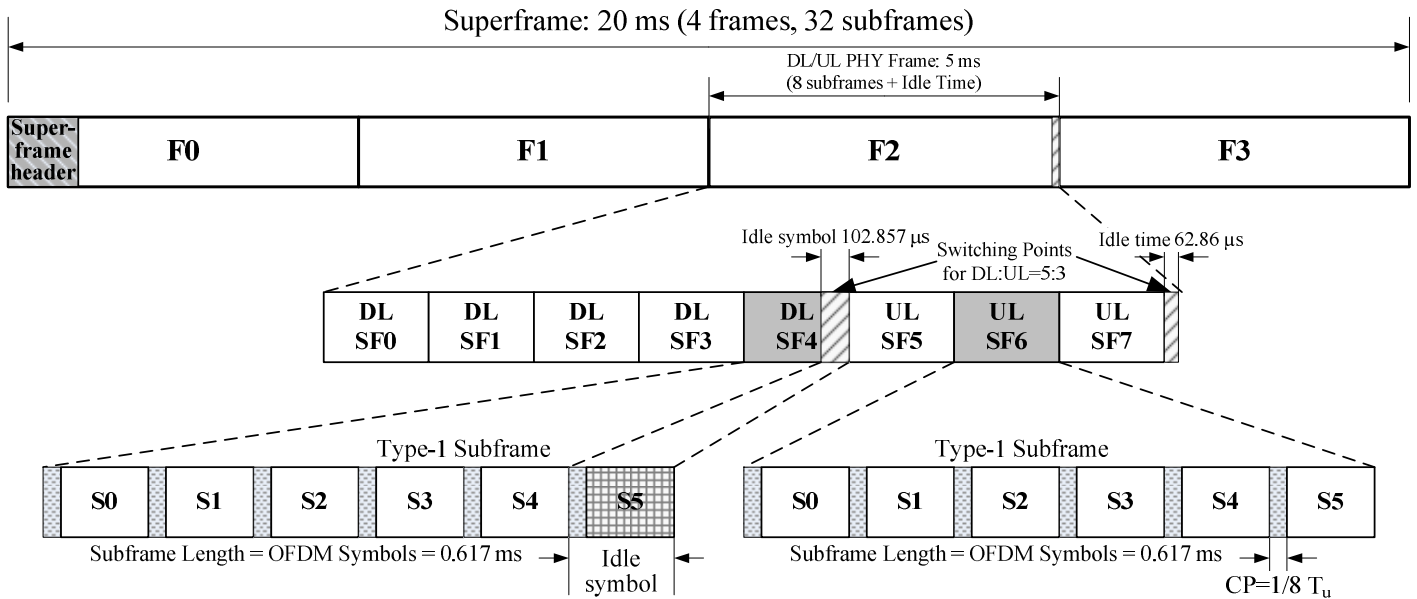 Superframe: 20 ms (4 frames, 32 subframes)
DL/UL PHY Frame: 5 ms
(8 subframes + Idle Time)
Super-
frame
header
F0
F1
F2
F3
Idle symbol 102.857 µs
Switching Points
for DL:UL=5:3
Idle time 62.86 µs
DL
SF0
DL
SF1
DL
SF2
DL
SF3
DL
SF4
UL
SF5
UL
SF6
UL
SF7
Type-1 Subframe
S0
S1
S2
S3
S4
S5
Subframe Length = OFDM Symbols = 0.617 ms
Idle
symbol
Type-1 Subframe
S0
S1
S2
S3
S4
S5
Subframe Length = OFDM Symbols = 0.617 ms
CP=1/8 Tu